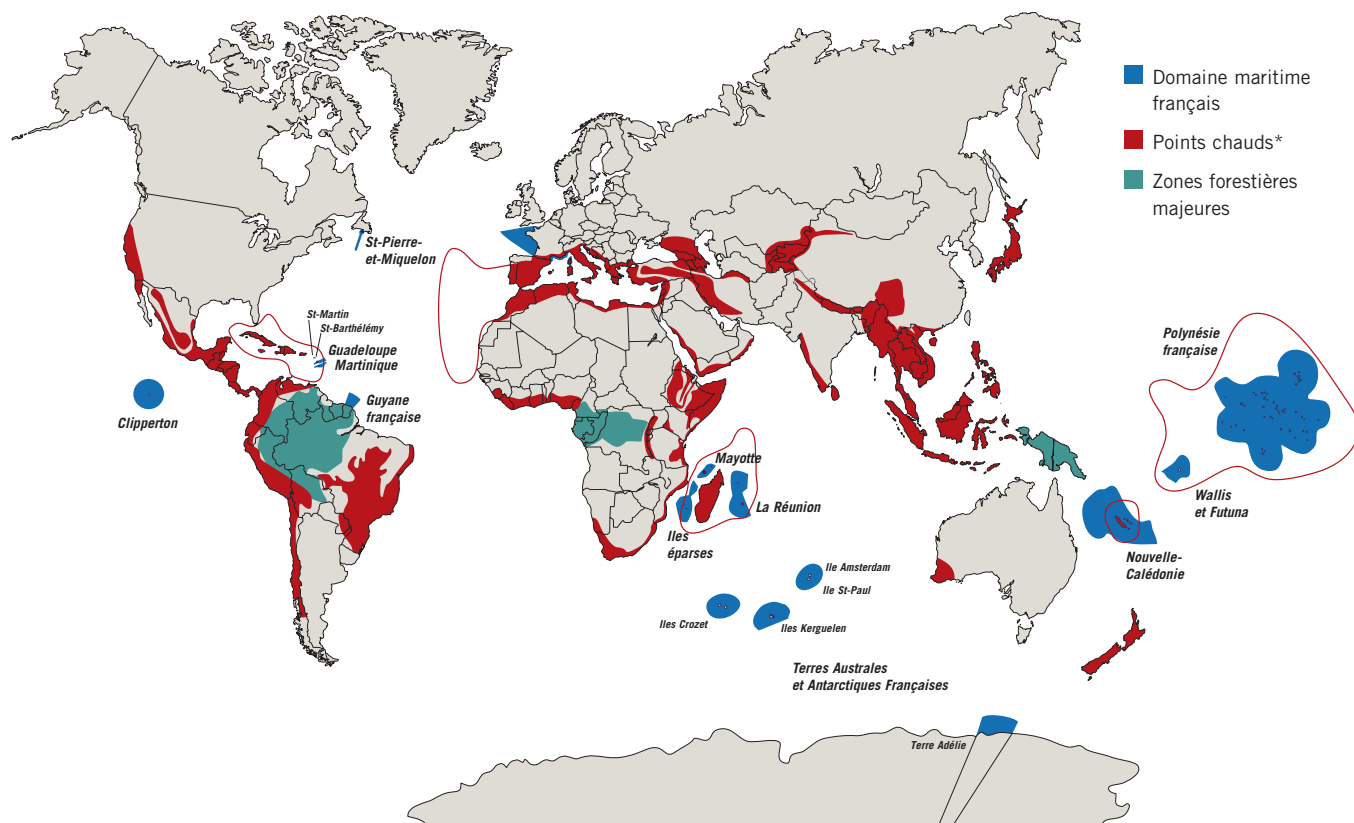 Domaine maritime
français
Points chauds*
Zones forestières
majeures
St-Pierre-
et-Miquelon
St-Martin
St-Barthélémy
Guadeloupe
Martinique
Guyane
française
Clipperton
Polynésie
française
Wallis
et Futuna
Nouvelle-
Calédonie
Mayotte
La Réunion
Iles
éparses
Ile Amsterdam
Ile St-Paul
Iles Crozet
Iles Kerguelen
Terres Australes
et Antarctiques Françaises
Terre Adélie